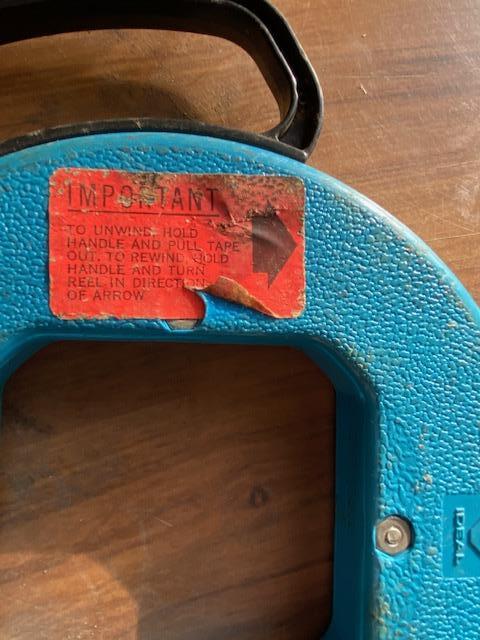 IMPORTANT
TO UNWIND: HOLD
HANDLE AND PULL TAPE
OUT. TO REWIND, HOLD
HANDLE AND TURN
REEL IN DIRECTION
OF ARROW
IDEAL